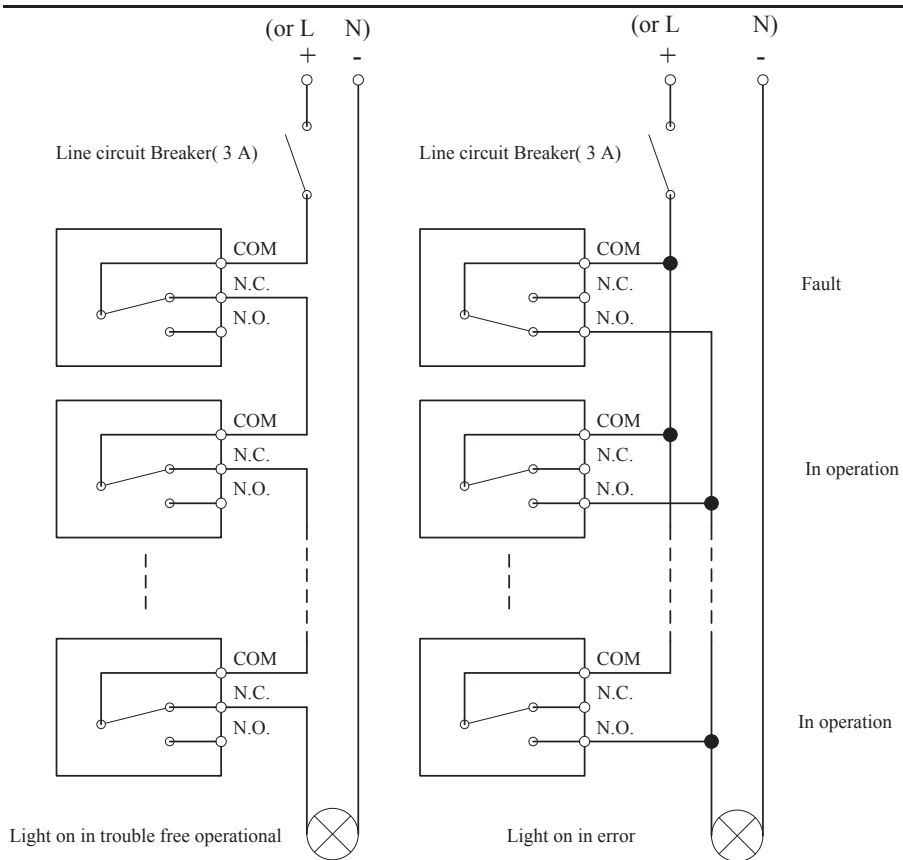 (or L N)
+ -
Line circuit Breaker( 3 A)
COM
N.C.
N.O.
COM
N.C.
N.O.
COM
N.C.
N.O.
Light on in trouble free operational
(or L N)
+ -
Line circuit Breaker( 3 A)
COM
N.C.
N.O.
Fault
COM
N.C.
N.O.
In operation
COM
N.C.
N.O.
In operation
Light on in error